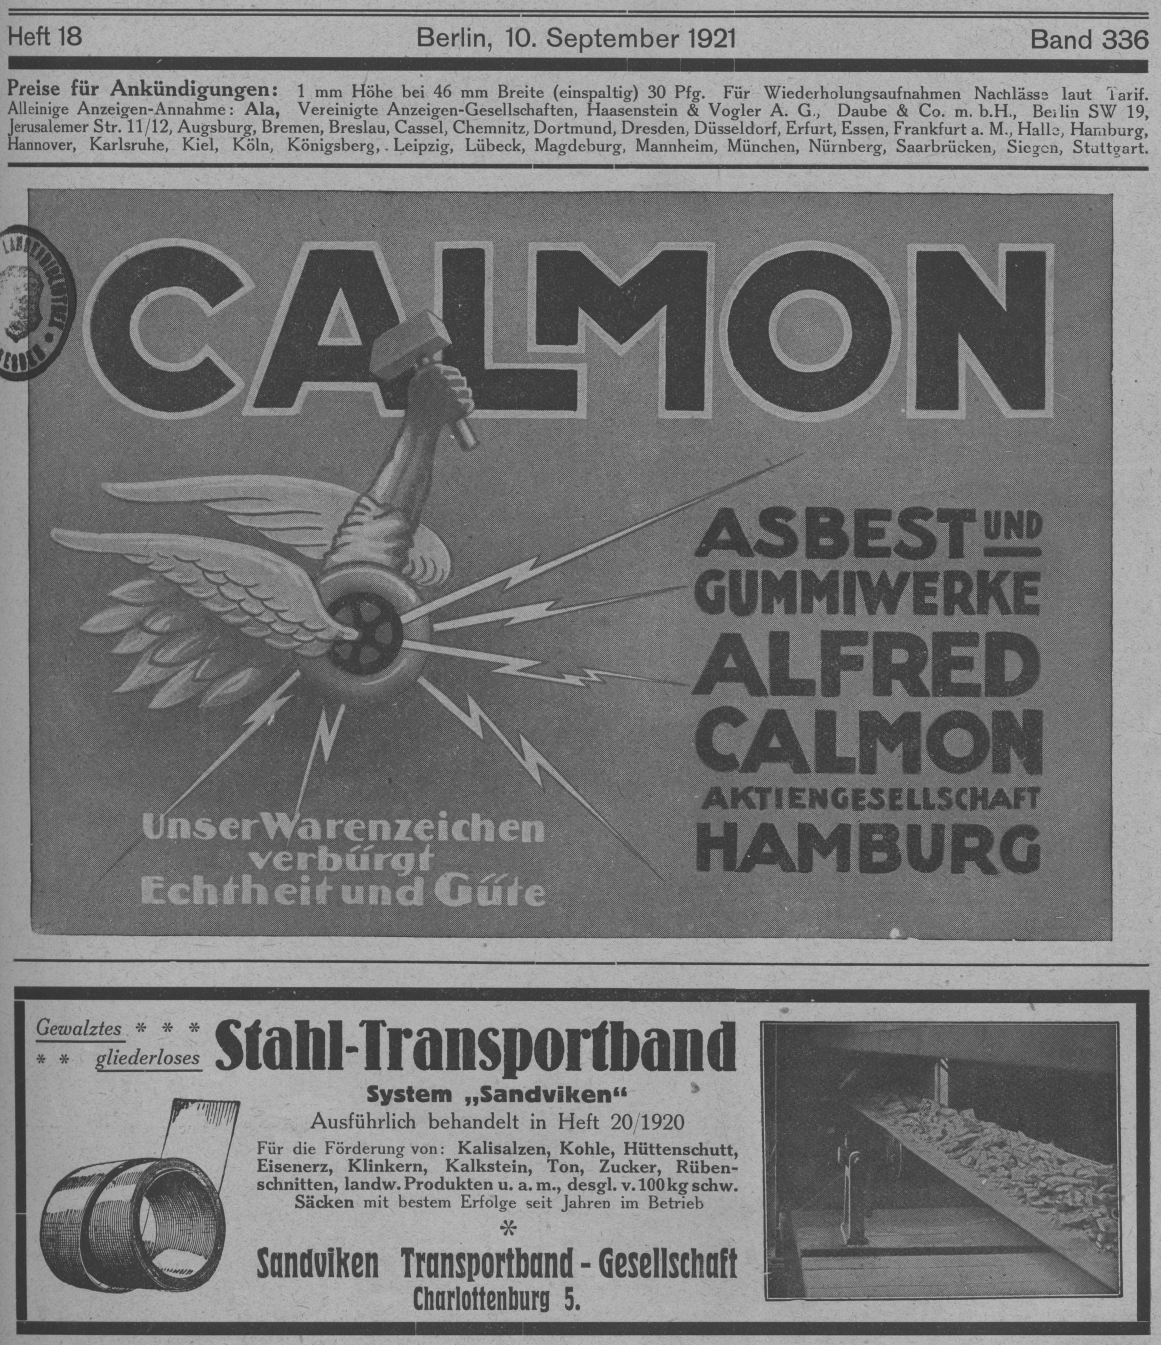 Heft 18 Berlin, 10. September 1921 Band 336
Preise für Ankündigungen: 1 mm Höhe bei 46 mm Breite (einspaltig) 30 Pfg. Für Wiederholungsaufnahmen Nachlässe laut Tarif.
Alleinige Anzeigen-Annahme: Ala, Vereinigte Anzeigen-Gesellschaften, Haasenstein & Vogler A. G., Daube & Co. m. b.H., Berlin SW 19,
Jerusalemer Str. 11/12, Augsburg, Bremen, Breslau, Cassel, Chemnitz, Dortmund, Dresden, Düsseldorf, Erfurt, Essen, Frankfurt a. M., Halle, Hamburg,
Hannover, Karlsruhe, Kiel, Köln, Königsberg, Leipzig, Lübeck, Magdeburg, Mannheim, München, Nürnberg, Saarbrücken, Siegen, Stuttgart.
CALMON
ASBEST UND
GUMMIWERKE
ALFRED
CALMON
AKTIENGESELLSCHAFT
HAMBURG
Unser Warenzeichen
verbürgt
Echtheit und Güte
Gewalztes * * *
* * gliederloses
Stahl-Transportband
System „Sandviken“
Ausführlich behandelt in Heft 20/1920
Für die Förderung von: Kalisalzen, Kohle, Hüttenschutt,
Eisenerz, Klinkern, Kalkstein, Ton, Zucker, Rüben-
schnitten, landw. Produkten u. a. m., desgl. v. 100 kg schw.
Säcken mit bestem Erfolge seit Jahren im Betrieb
*
Sandviken Transportband - Gesellschaft
Charlottenburg 5.